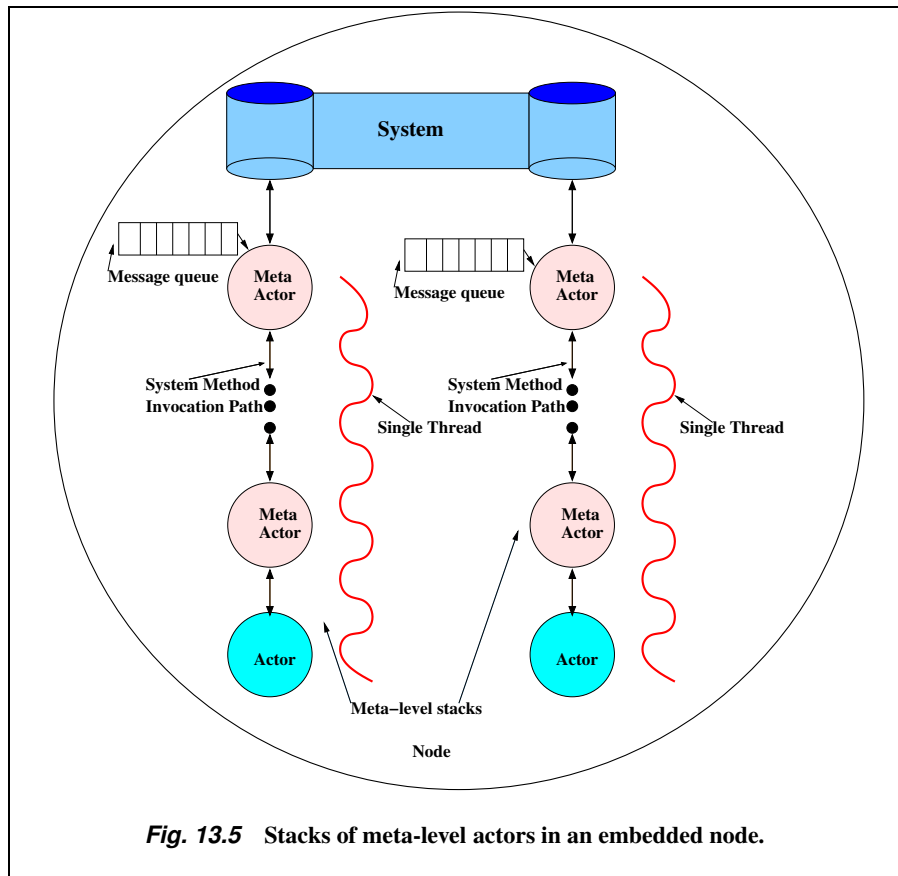 System
Message queue
Meta
Actor
Message queue
Meta
Actor
System Method
Invocation Path
Single Thread
System Method
Invocation Path
Single Thread
Meta
Actor
Meta
Actor
Actor
Actor
Meta−level stacks
Node
Fig. 13.5 Stacks of meta-level actors in an embedded node.